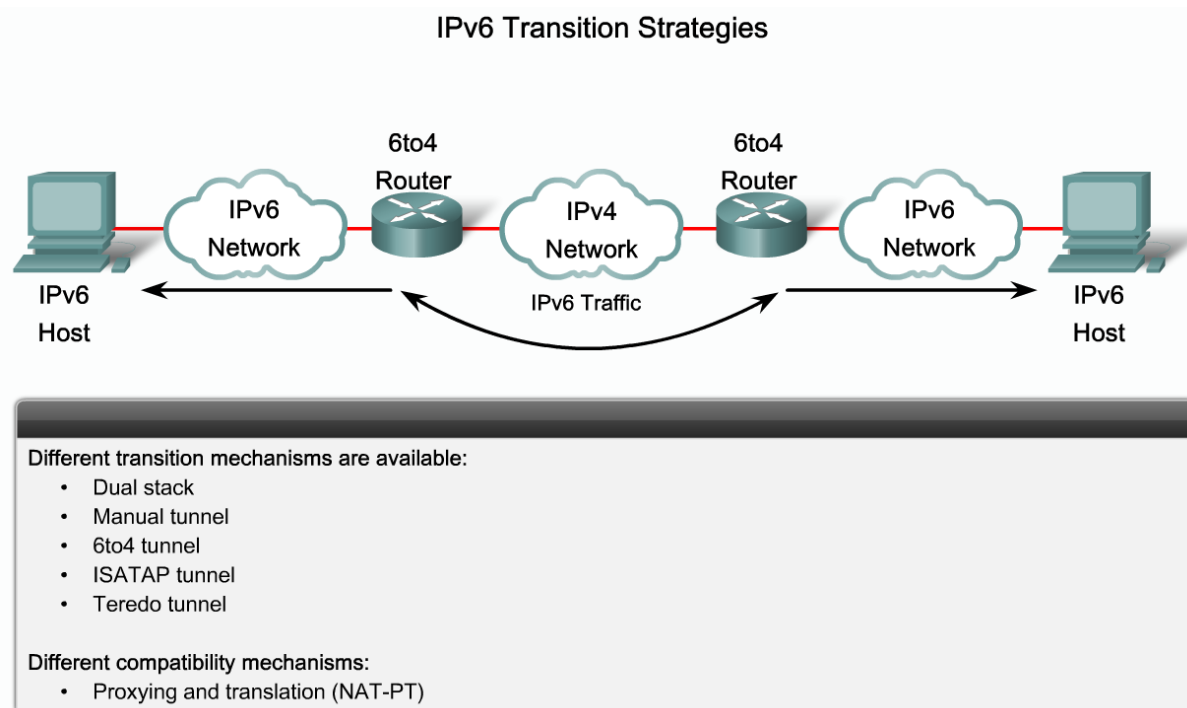 IPv6 Transition Strategies
6to4
Router
6to4
Router
IPv6
Network
IPv4
Network
IPv6
Network
IPv6
Host
IPv6 Traffic
IPv6
Host
Different transition mechanisms are available:
• Dual stack
• Manual tunnel
• 6to4 tunnel
• ISATAP tunnel
• Teredo tunnel
Different compatibility mechanisms:
• Proxying and translation (NAT-PT)